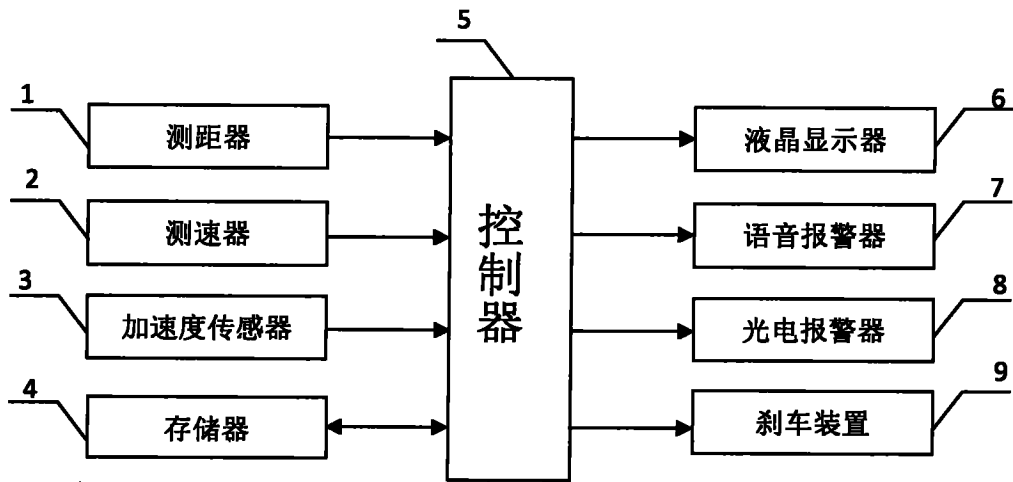 5
1
测距器
2
测速器
3
加速度传感器
4
存储器
控制器
6
液晶显示器
7
语音报警器
8
光电报警器
9
刹车装置